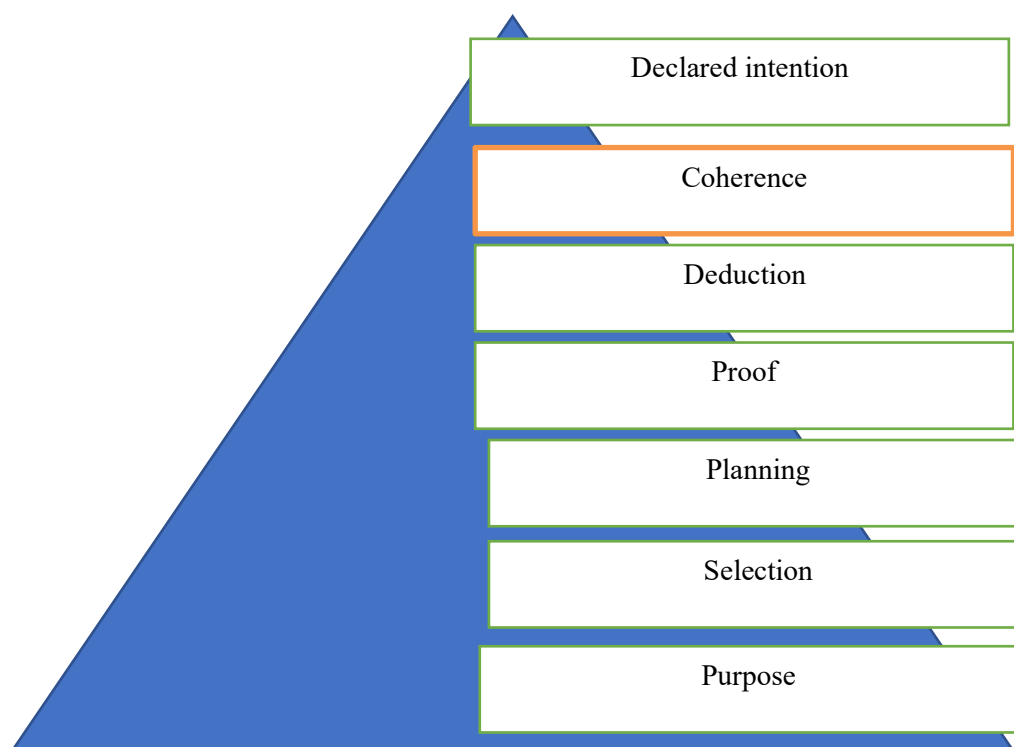 Declared intention
Coherence
Deduction
Proof
Planning
Selection
Purpose